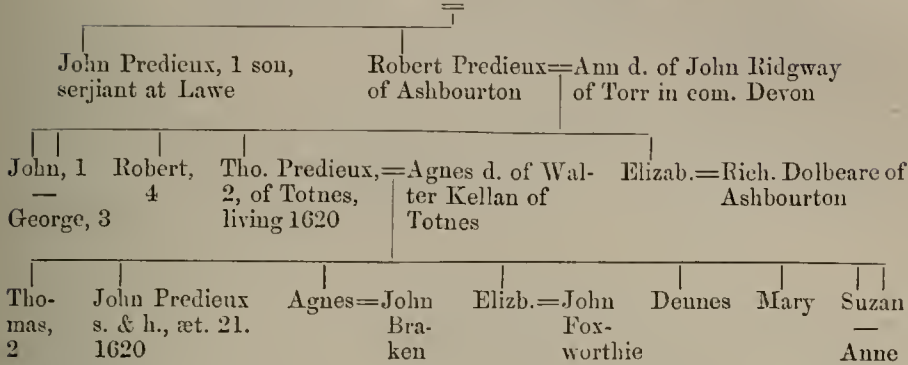 John Predieux, 1 son,
serjiant at Lawe
Robert Predieux=Ann d. of John Ridgway
of Ashbourton
of Torr in com. Devon
John, 1
—
George, 3
Robert,
4
Tho. Predieux,=Agnes d. of Wal-
2, of Totnes,
living 1620
ter Kellan of
Totnes
Elizab.=Rich. Dolbeare of
Ashbourton
Tho-
mas,
2
John Predieux
s. & h., æt. 21.
1620
Agnes=John
Bra-
ken
Elizb.=John
Fox-
worthie
Dennes
Mary
Suzan
—
Anne